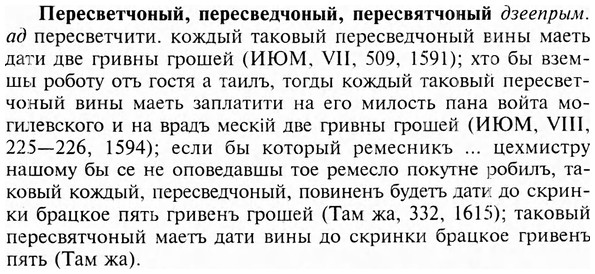 Пересветчоный, пересведчоный, пересвятчоный дзеепрым.
ад пересветчити. кождый таковый пересведчоный вины маеть
дати две гривны грошей (ИЮМ, VII, 509, 1591); хто бы взем-
шы роботу отъ гостя а таилъ, тогды кождый таковый пересвет-
чоный вины маеть заплатити на его милость пана войта мо-
гилевского и на врадъ мескій две гривны грошей (ИЮМ, VIII,
225—226, 1594); если бы который ремесник ... цехмистру
нашому бы се не оповедавшы тое ремесло покутне робилъ, та-
ковый кождый, пересведчоный, повиненъ будетъ дати до скрин-
ки брацкое пять гривенъ грошей (Там жа, 332, 1615); таковый
пересвятчоный маетъ дати вины до скринки брацкое гривенъ
пять (Там жа).